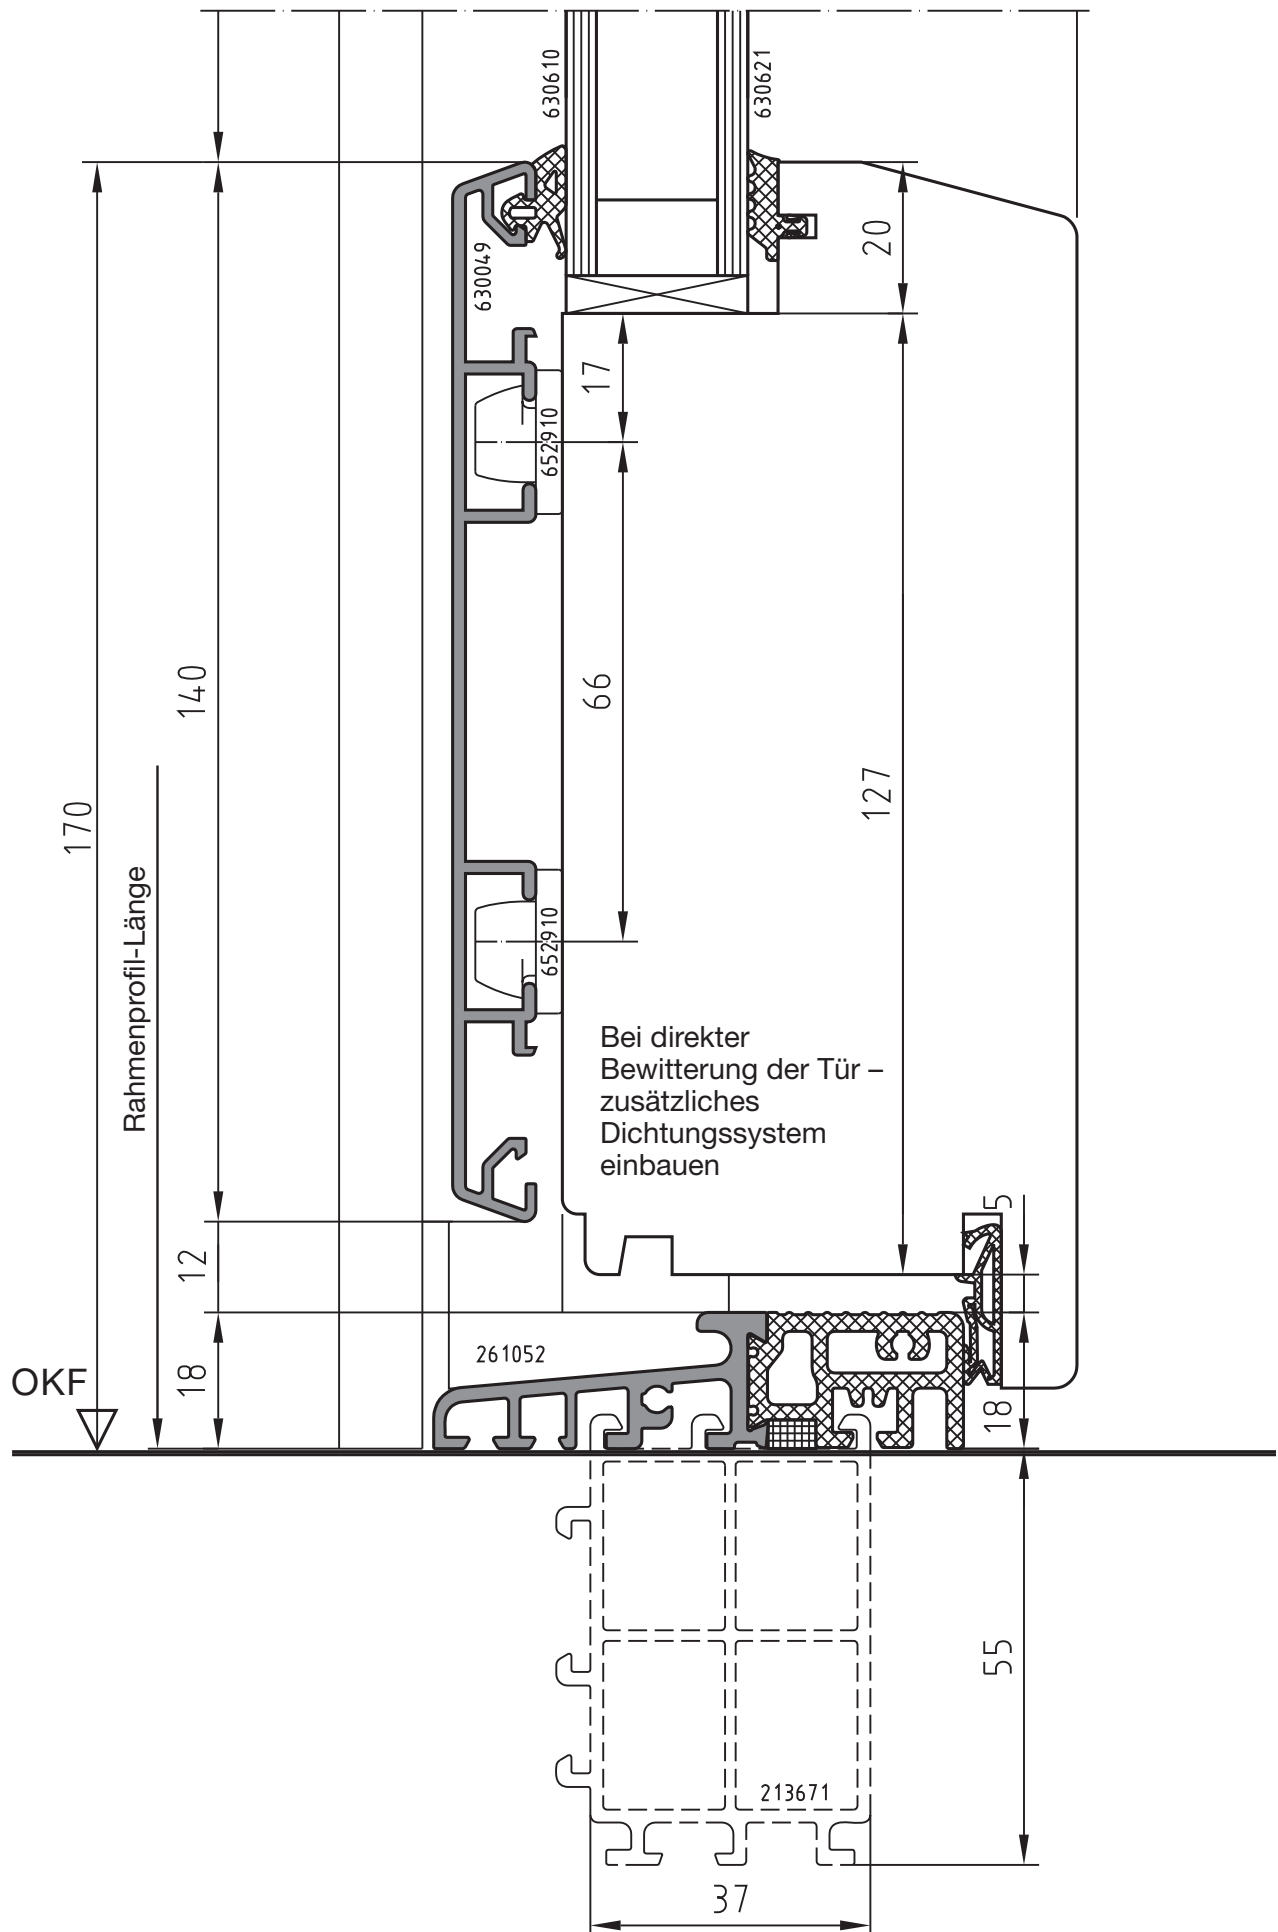 630610
630621
20
630049
17
652910
140
66
127
170
Rahmenprofil-Länge
652910
Bei direkter
Bewitterung der Tür –
zusätzliches
Dichtungssystem
einbauen
5
12
261052
OKF
18
18
55
213671
37